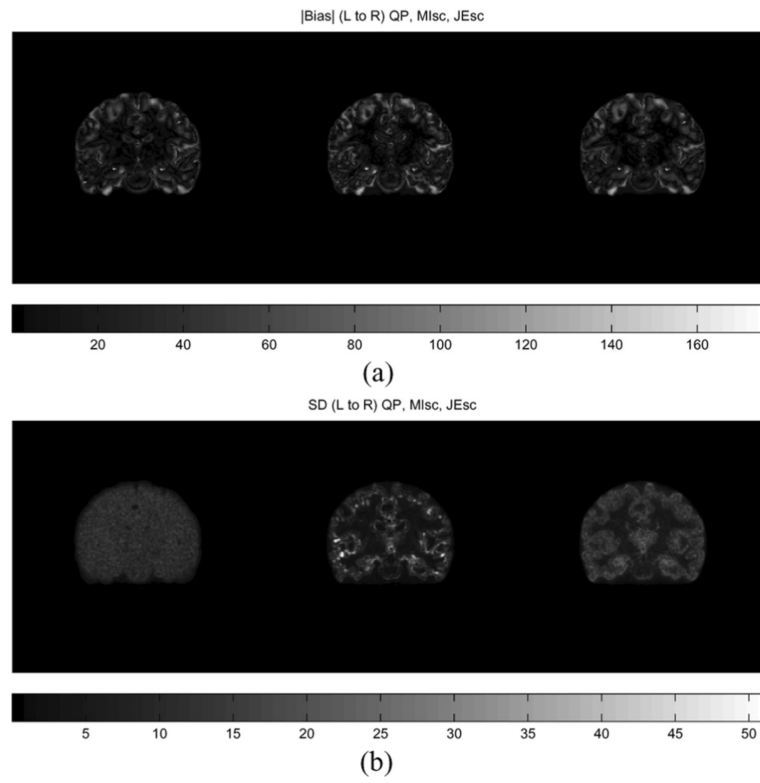 |Bias| (L to R) QP, MIsc, JEsc
20 40 60 80 100 120 140 160
(a)
SD (L to R) QP, MIsc, JEsc
5 10 15 20 25 30 35 40 45 50
(b)